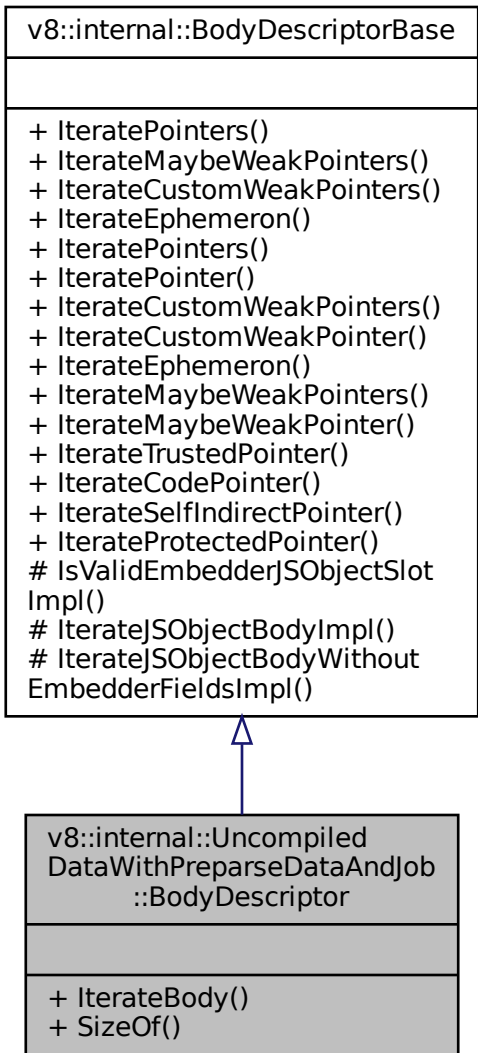 v8::internal::BodyDescriptorBase
+ IteratePointers()
+ IterateMaybeWeakPointers()
+ IterateCustomWeakPointers()
+ IterateEphemeron()
+ IteratePointers()
+ IteratePointer()
+ IterateCustomWeakPointers()
+ IterateCustomWeakPointer()
+ IterateEphemeron()
+ IterateMaybeWeakPointers()
+ IterateMaybeWeakPointer()
+ IterateTrustedPointer()
+ IterateCodePointer()
+ IterateSelfIndirectPointer()
+ IterateProtectedPointer()
# IsValidEmbedderJSObjectSlot
Impl()
# IterateJSObjectBodyImpl()
# IterateJSObjectBodyWithout
EmbedderFieldsImpl()
v8::internal::Uncompiled
DataWithPreparseDataAndJob
::BodyDescriptor
+ IterateBody()
+ SizeOf()